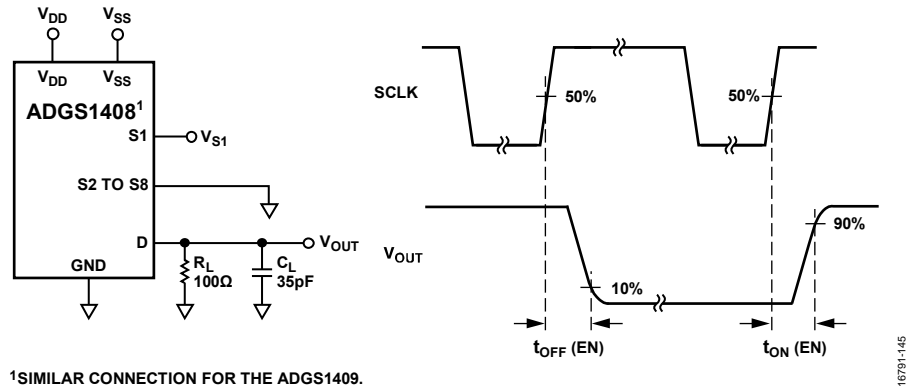 VDD VSS
VDD VSS
ADGS1408¹
S1 VS1
S2 TO S8
D VOUT
GND
RL
100Ω
CL
35pF
SCLK
50% 50%
VOUT
90%
10%
tOFF (EN) tON (EN)
¹SIMILAR CONNECTION FOR THE ADGS1409.
16791-145